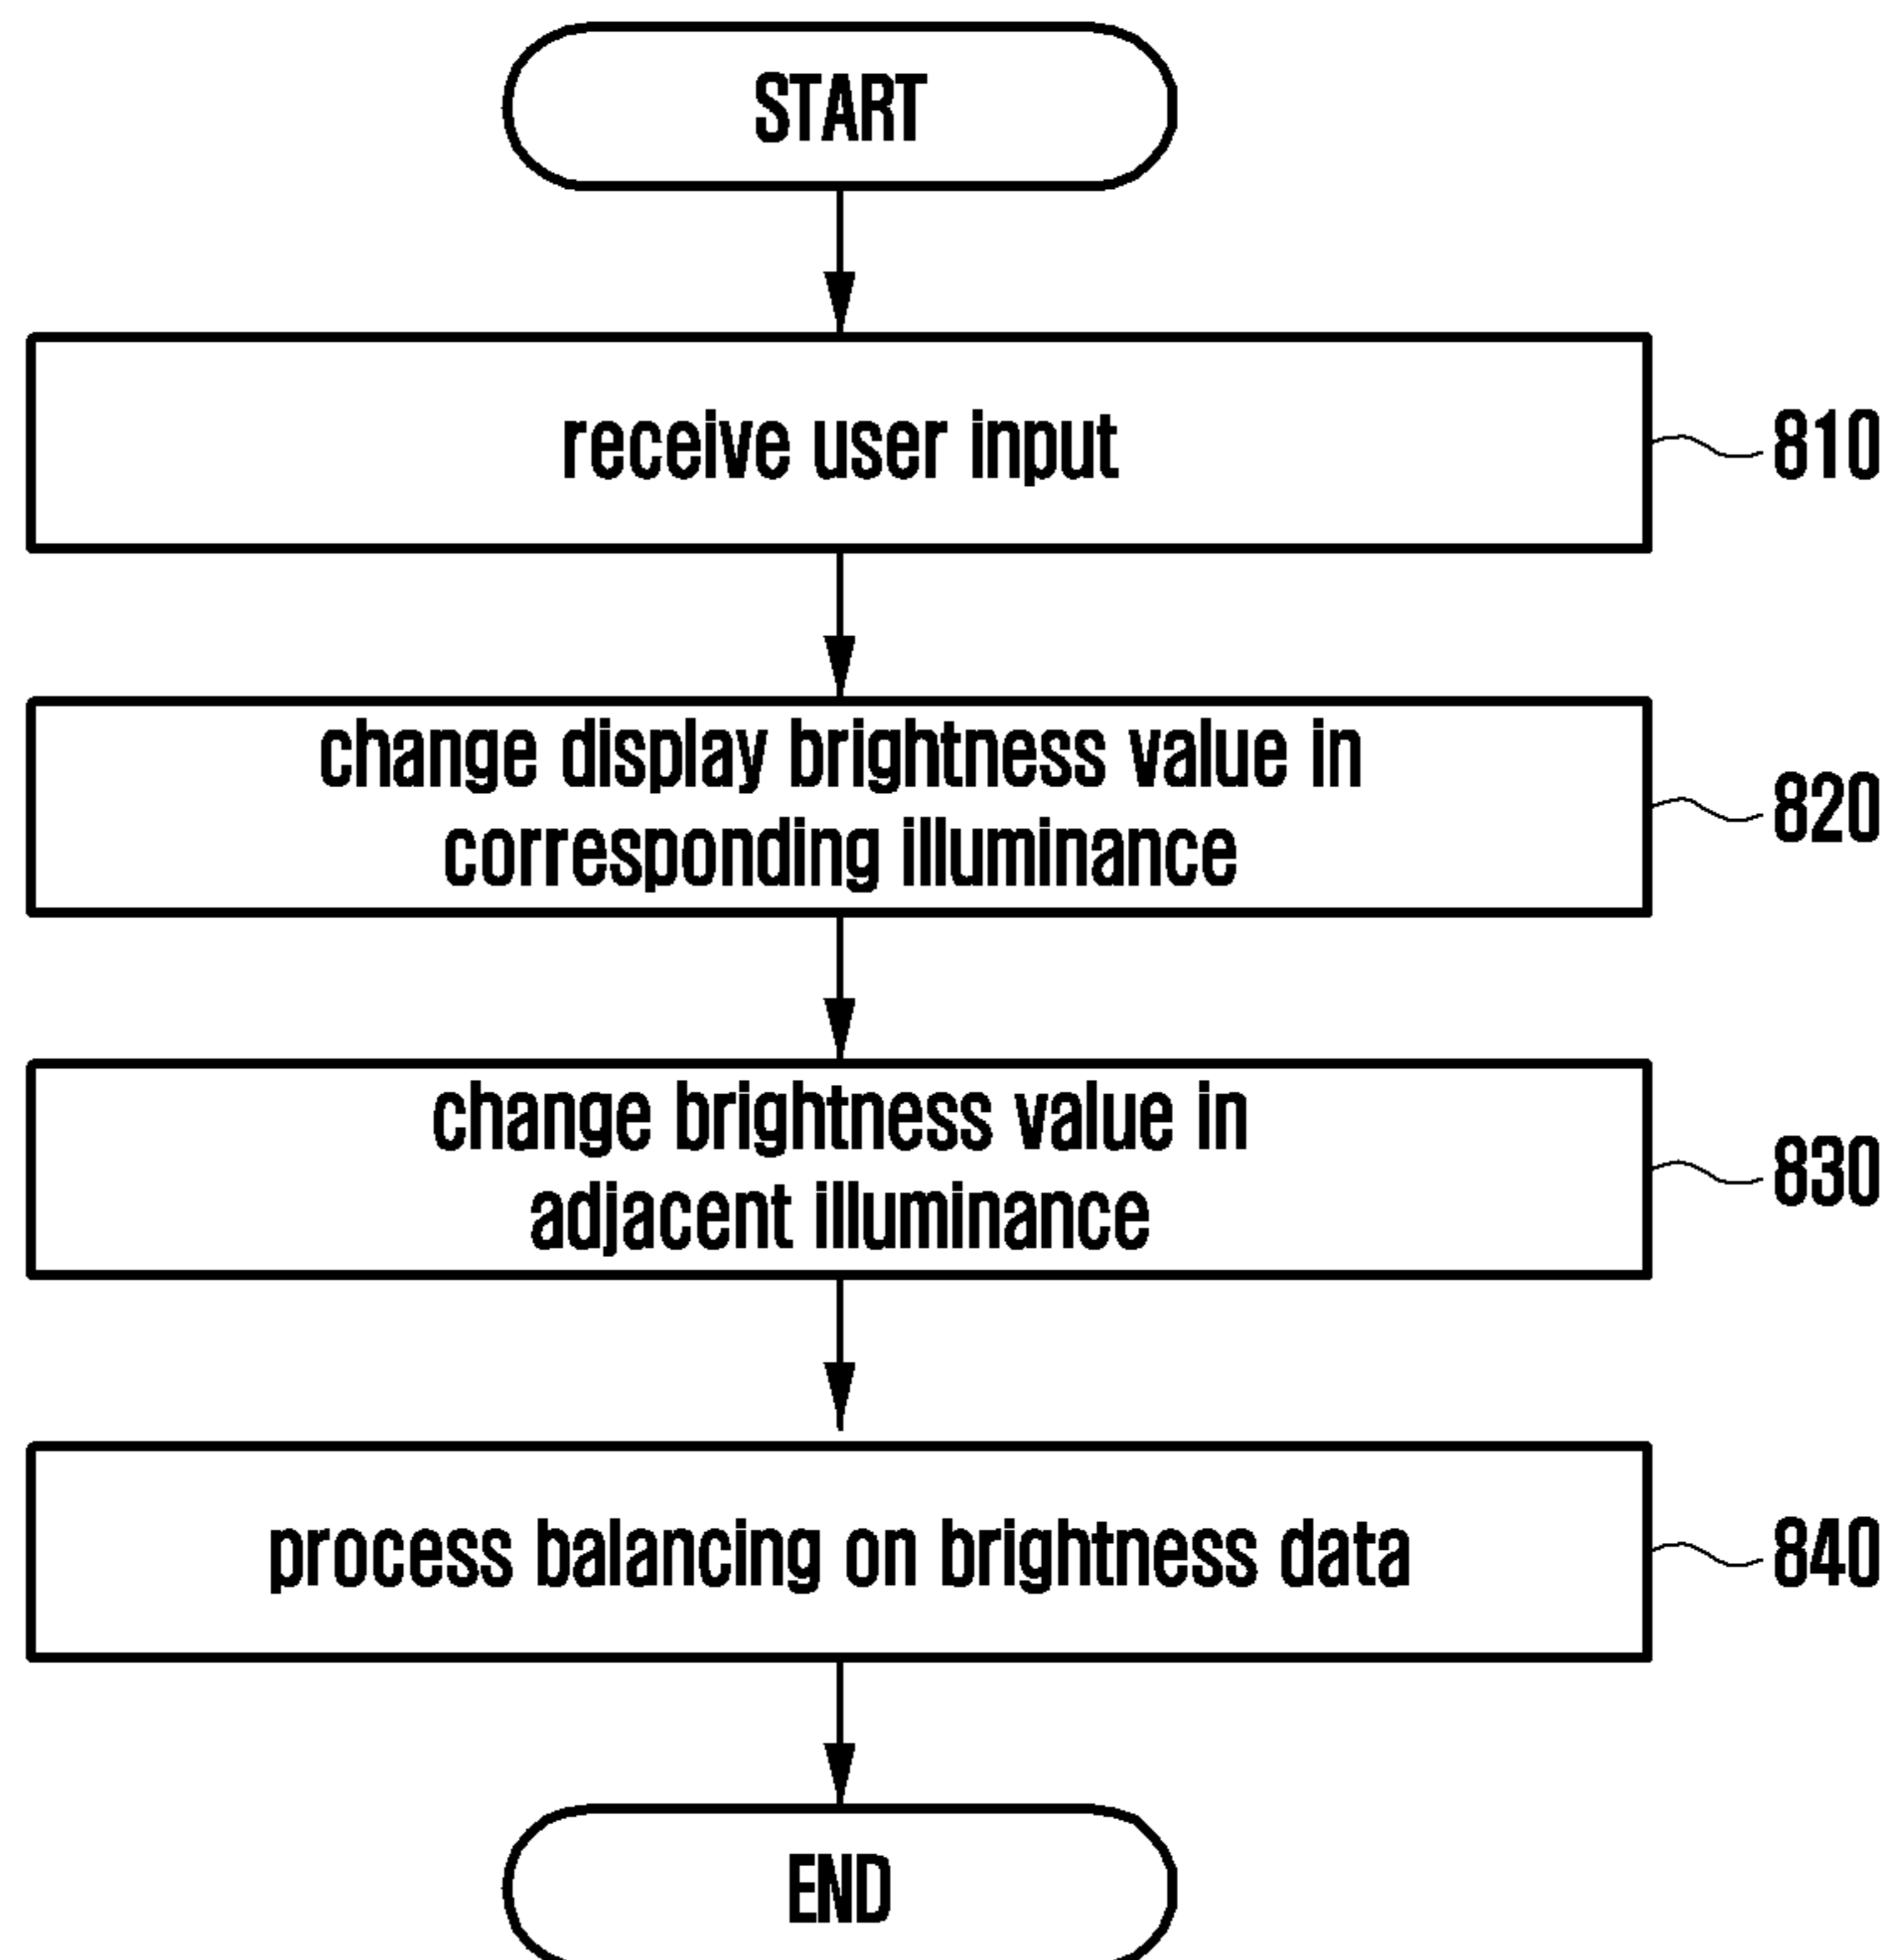 START
receive user input
810
change display brightness value in
corresponding illuminance
820
change brightness value in
adjacent illuminance
830
process balancing on brightness data
840
END